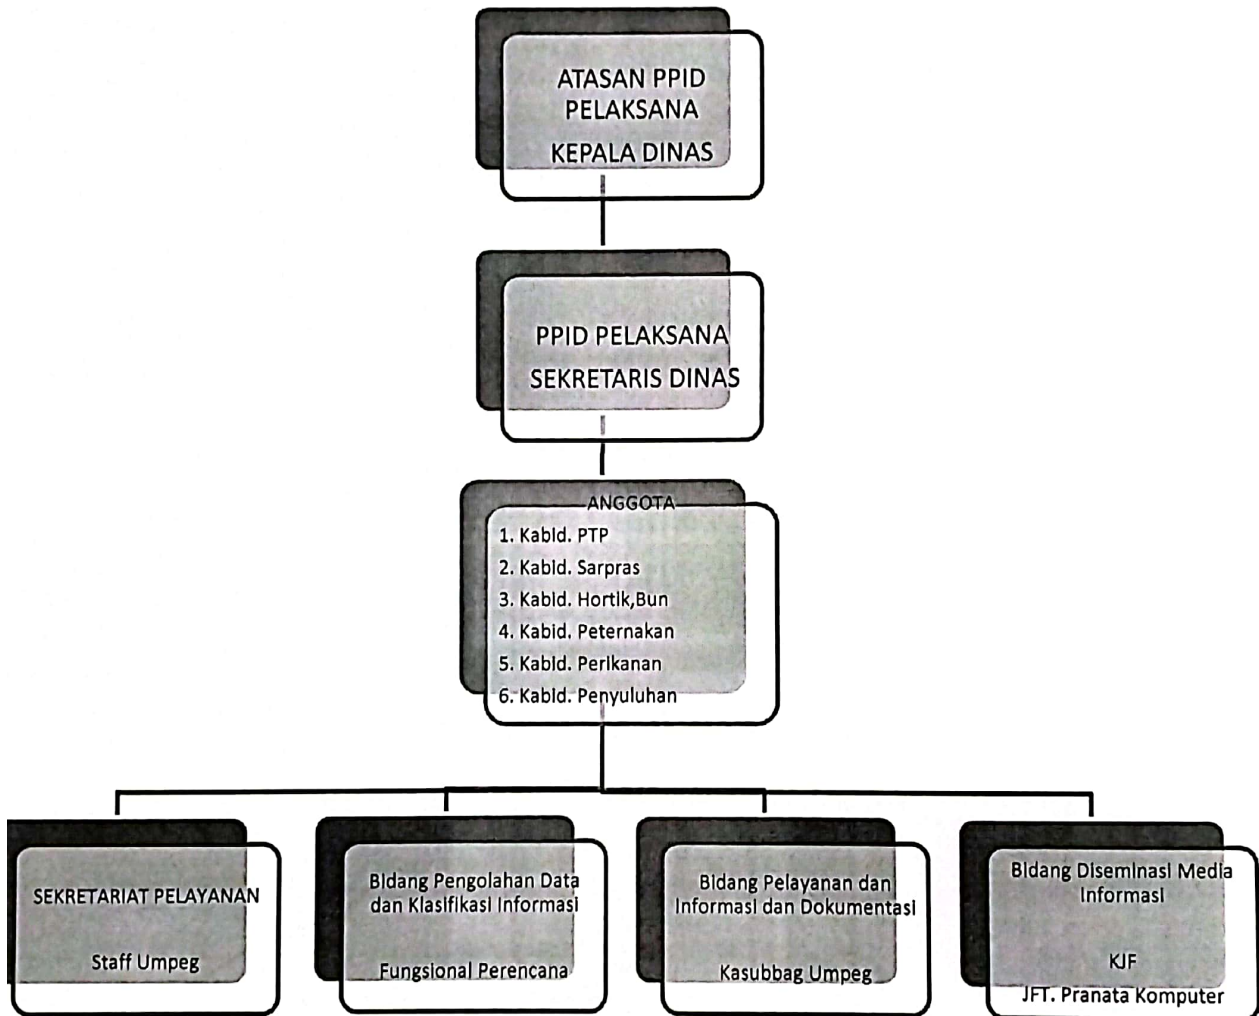 ATASAN PPID
PELAKSANA
KEPALA DINAS
PPID PELAKSANA
SEKRETARIS DINAS
ANGGOTA
1. Kabid. PTP
2. Kabid. Sarpras
3. Kabid. Hortik,Bun
4. Kabid. Peternakan
5. Kabid. Perikanan
6. Kabid. Penyuluhan
SEKRETARIAT PELAYANAN
Staff Umpeg
Bidang Pengolahan Data
dan Klasifikasi Informasi
Fungsional Perencana
Bidang Pelayanan dan
Informasi dan Dokumentasi
Kasubbag Umpeg
Bidang Diseminasi Media
Informasi
KJF
JFT. Pranata Komputer